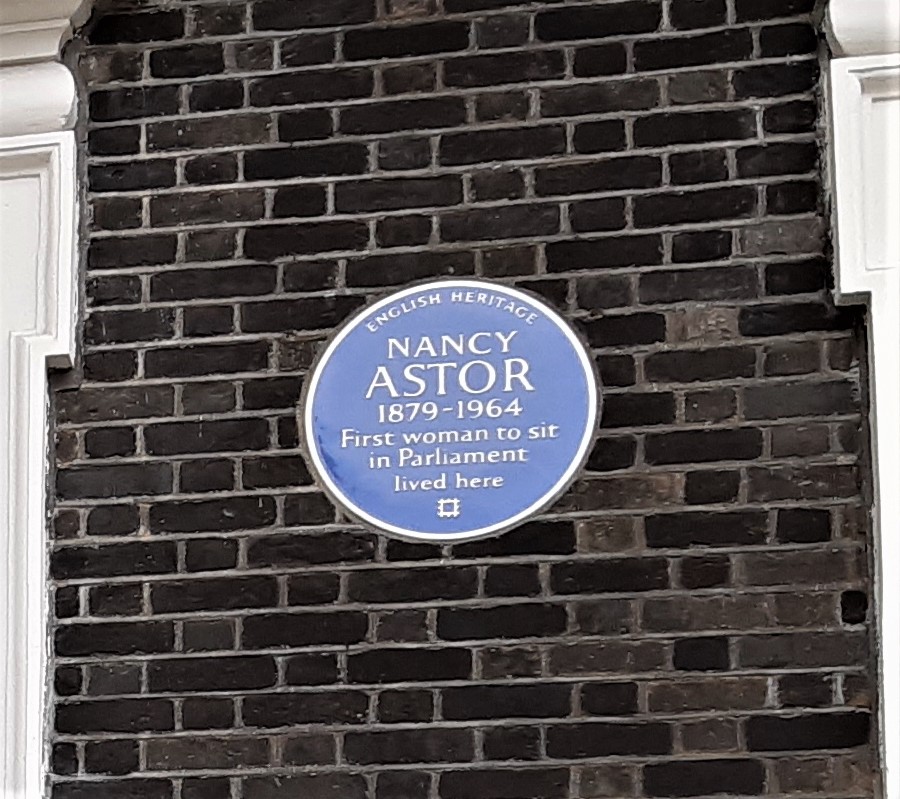 ENGLISH HERITAGE
NANCY
ASTOR
1879-1964
First woman to sit
in Parliament
lived here